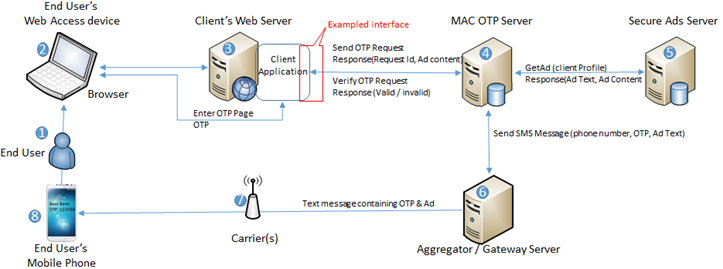 End User's
Web Access device
Client's Web Server
Exampled interface
MAC OTP Server
Secure Ads Server
2
3
Client
Application
Send OTP Request
Response(Request Id, Ad content)
Verify OTP Request
Response (Valid / invalid)
4
GetAd (client Profile)
Response(Ad Text, Ad Content
5
Browser
Enter OTP Page
OTP
1
End User
Send SMS Message (phone number, OTP, Ad Text)
8
7
6
Text message containing OTP & Ad
End User's
Mobile Phone
Carrier(s)
Aggregator / Gateway Server